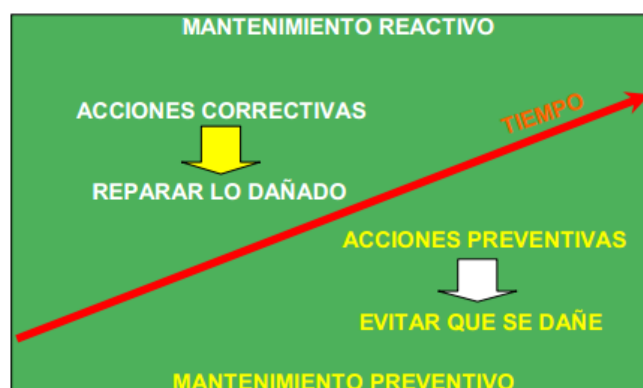 MANTENIMIENTO REACTIVO
ACCIONES CORRECTIVAS
TIEMPO
REPARAR LO DAÑADO
ACCIONES PREVENTIVAS
EVITAR QUE SE DAÑE
MANTENIMIENTO PREVENTIVO